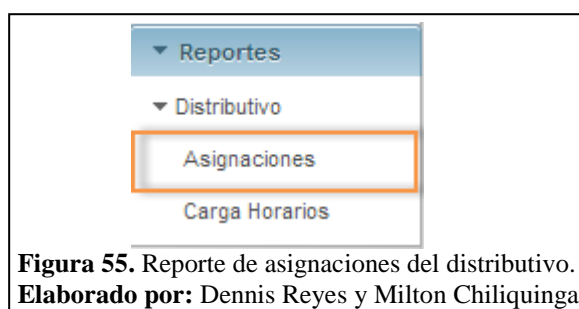 Reportes
Distributivo
Asignaciones
Carga Horarios
Figura 55. Reporte de asignaciones del distributivo.
Elaborado por: Dennis Reyes y Milton Chiliquinga